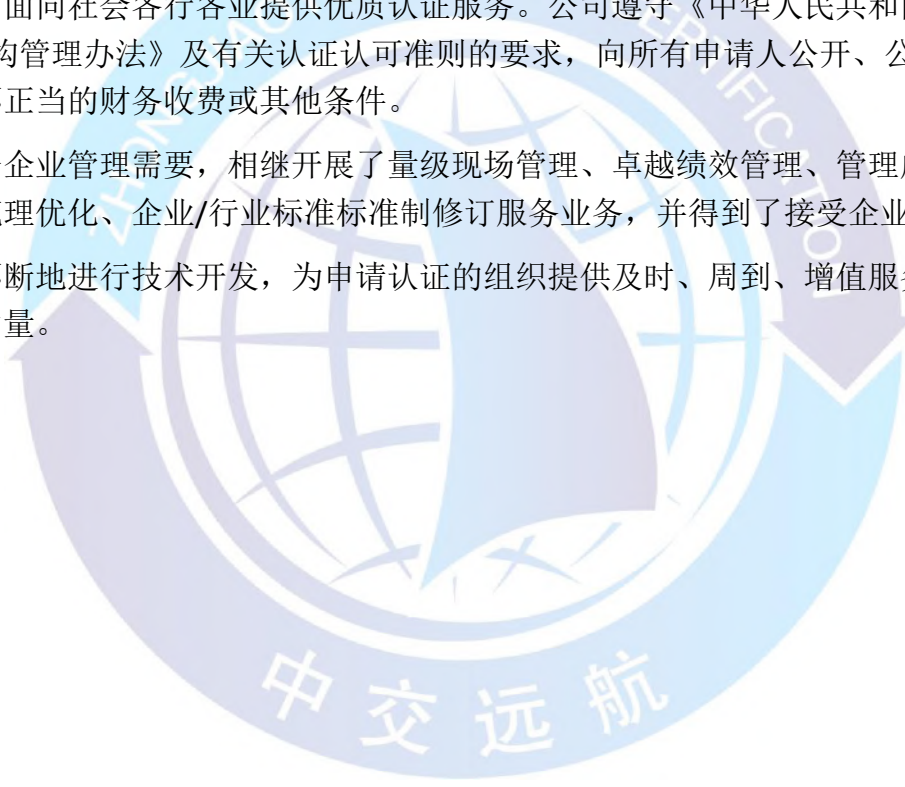 面向社会各行各业提供优质认证服务。公司遵守《中华人民共和
构管理办法》及有关认证认可准则的要求，向所有申请人公开、公
正当的财务收费或其他条件。
企业管理需要，相继开展了量级现场管理、卓越绩效管理、管理
理优化、企业/行业标准标准制修订服务业务，并得到了接受企业
断地进行技术开发，为申请认证的组织提供及时、周到、增值服
量。
ZHONGJIAO
CERTIFICATION
中交远航